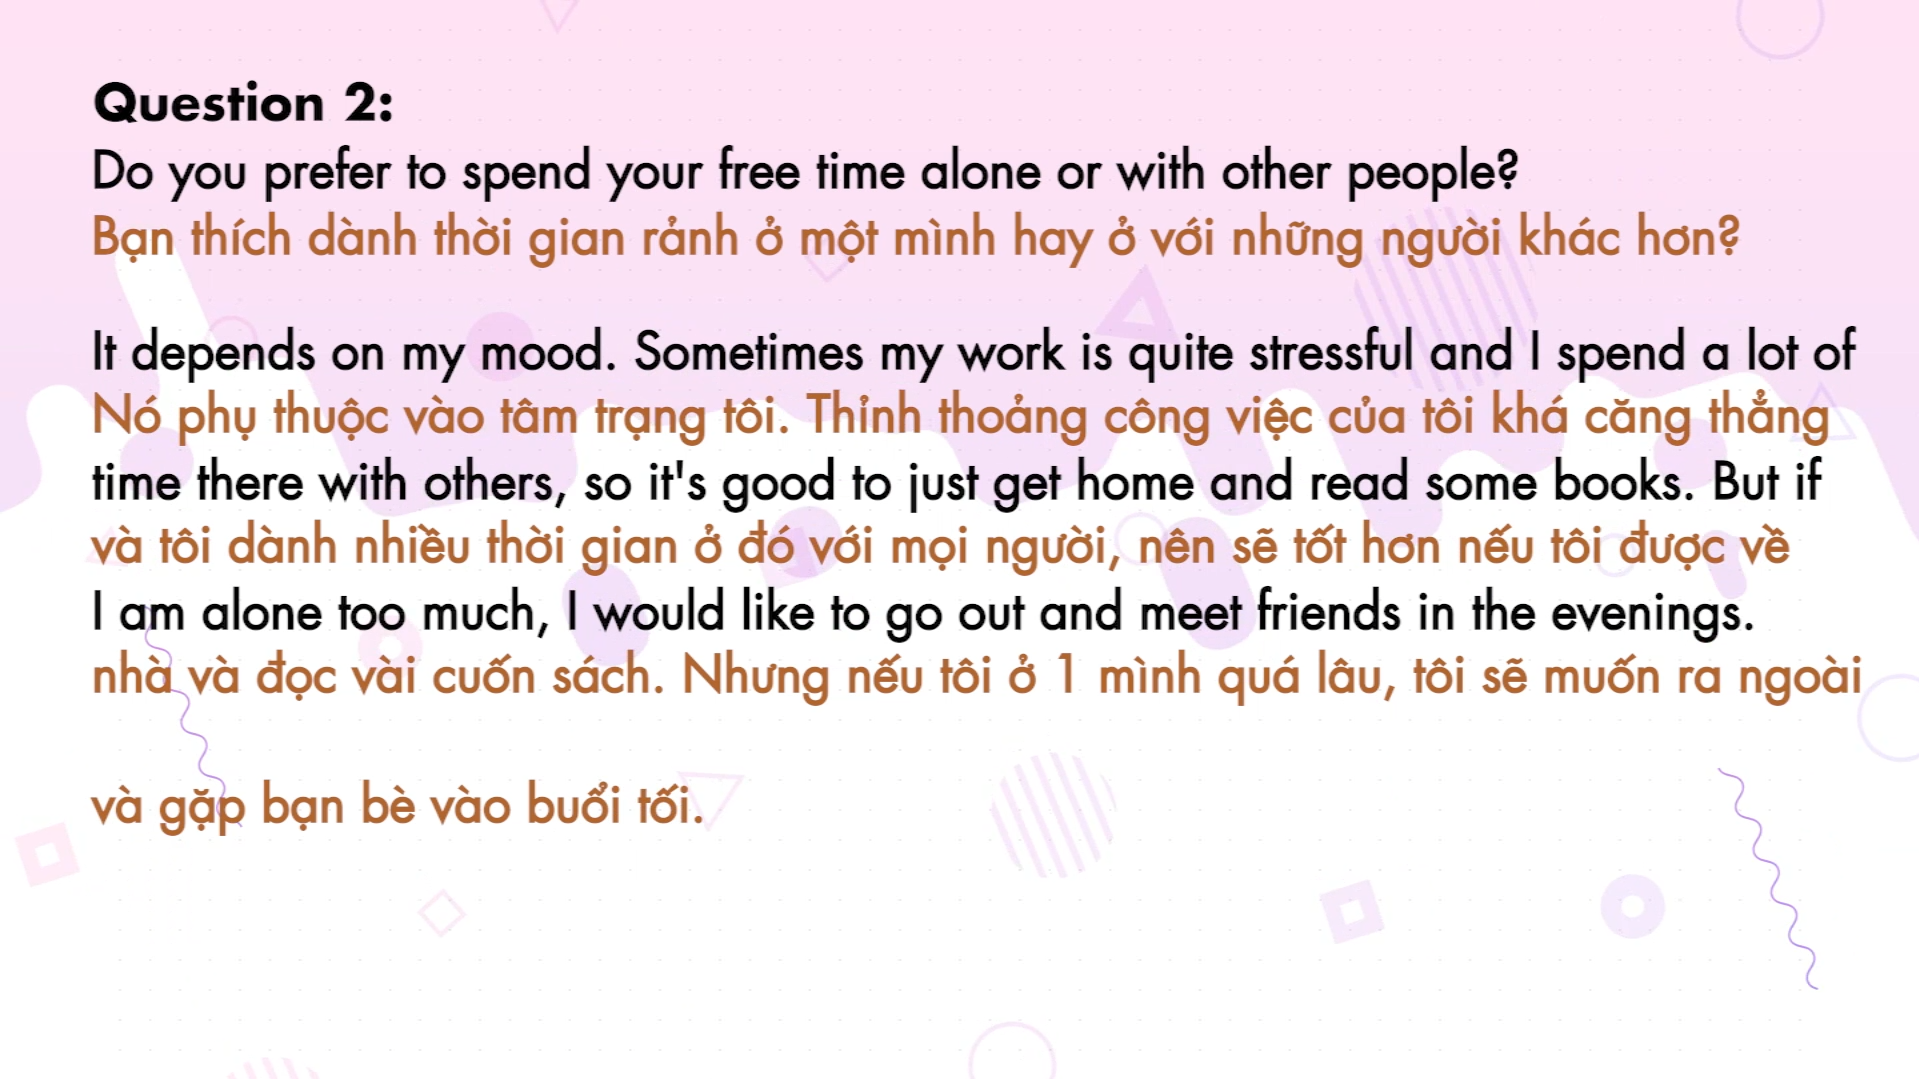 Question 2:
Do you prefer to spend your free time alone or with other people?
Bạn thích dành thời gian rảnh ở một mình hay ở với những người khác hơn?
It depends on my mood. Sometimes my work is quite stressful and I spend a lot of
Nó phụ thuộc vào tâm trạng tôi. Thỉnh thoảng công việc của tôi khá căng thẳng
time there with others, so it's good to just get home and read some books. But if
và tôi dành nhiều thời gian ở đó với mọi người, nên sẽ tốt hơn nếu tôi được về
I am alone too much, I would like to go out and meet friends in the evenings.
nhà và đọc vài cuốn sách. Nhưng nếu tôi ở 1 mình quá lâu, tôi sẽ muốn ra ngoài
và gặp bạn bè vào buổi tối.